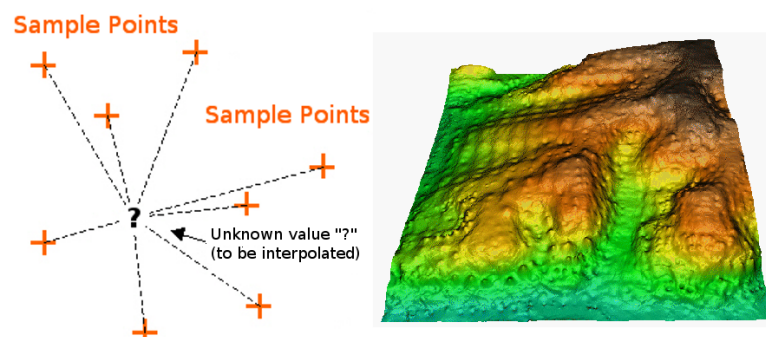 Sample Points
Sample Points
?
Unknown value "?"
(to be interpolated)